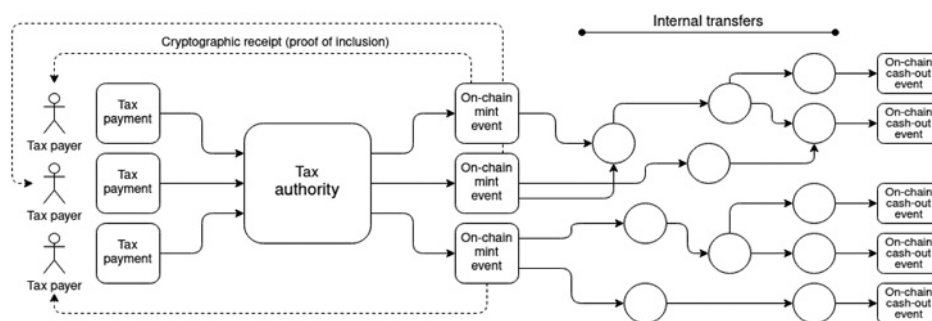 Internal transfers
Cryptographic receipt (proof of inclusion)
Tax payer
Tax
payment
On-chain
mint
event
On-chain
cash-out
event
On-chain
cash-out
event
Tax payer
Tax
payment
Tax
authority
On-chain
mint
event
Tax payer
Tax
payment
On-chain
mint
event
On-chain
cash-out
event
On-chain
cash-out
event
On-chain
cash-out
event